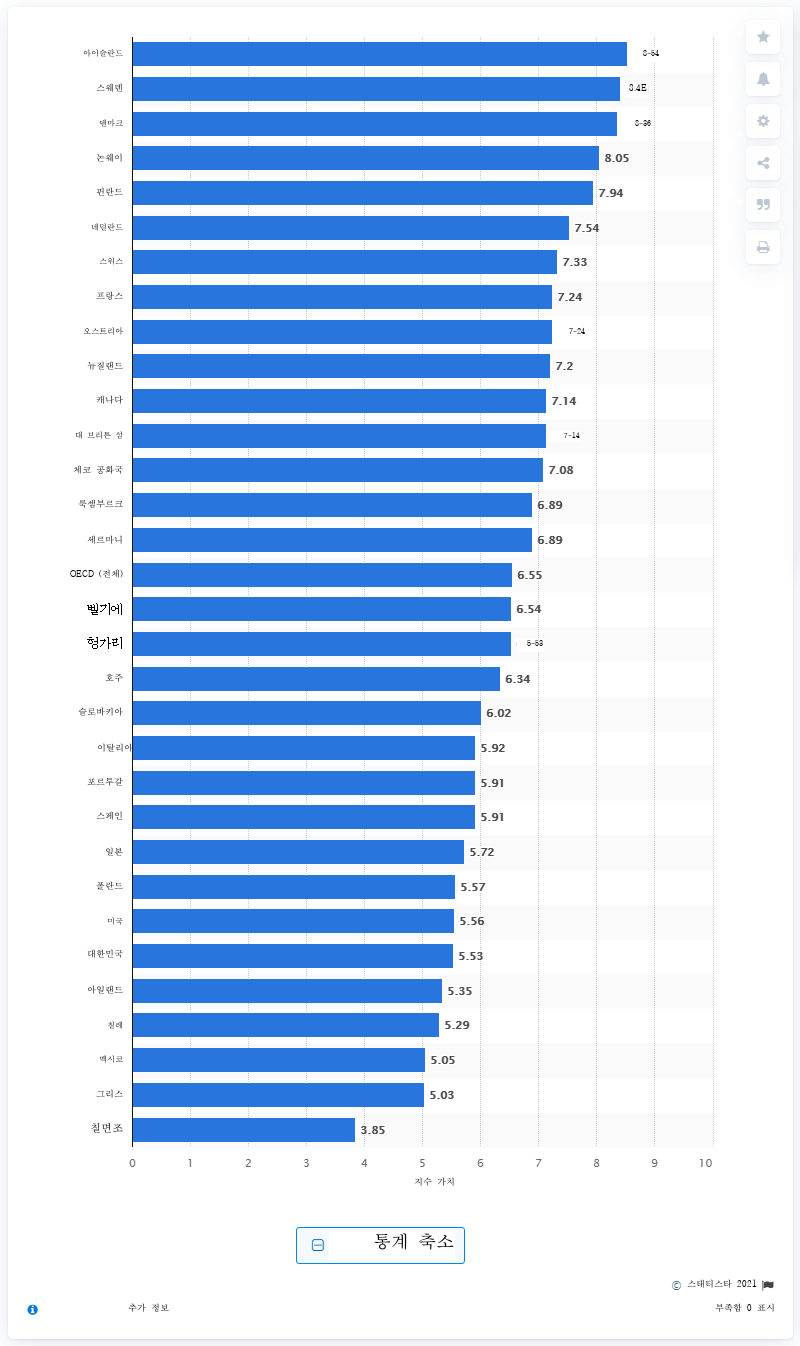 아이슬란드 8-64
스웨덴 8.4E
덴마크 8-36
논웨이 8.05
핀란드 7.94
네덜란드 7.54
스위스 7.33
프랑스 7.24
오스트리아 7-24
뉴질랜드 7.2
캐나다 7.14
대 브리튼 섬 7-14
체코 공화국 7.08
룩셈부르크 6.89
세르마니 6.89
OECD (전체) 6.55
벨기에 6.54
헝가리 5-53
호주 6.34
슬로바키아 6.02
이탈리아 5.92
포르투갈 5.91
스페인 5.91
일본 5.72
폴란드 5.57
미국 5.56
대한민국 5.53
아일랜드 5.35
칠레 5.29
멕시코 5.05
그리스 5.03
칠면조 3.85
0 1 2 3 4 5 6 7 8 9 10
지수 가치
통계 축소
© 스태티스타 2021
추가 정보 부족함 0 표시